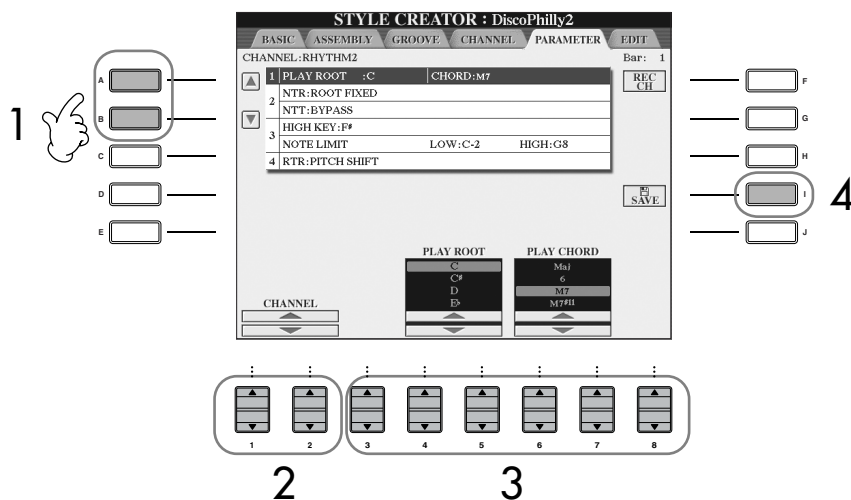 STYLE CREATOR : DiscoPhilly2
BASIC ASSEMBLY GROOVE CHANNEL PARAMETER EDIT
CHANNEL:RHYTHM2 Bar: 1
1 PLAY ROOT :C CHORD:M7
2 NTR:ROOT FIXED
NTT:BYPASS
3 HIGH KEY:F♯
NOTE LIMIT LOW:C-2 HIGH:G8
4 RTR:PITCH SHIFT
REC
CH
SAVE
A
B
C
D
E
F
G
H
I
J
1
4
PLAY ROOT PLAY CHORD
C Maj
C♯ 6
D M7
E♭ M7♯11
CHANNEL
1 2 3 4 5 6 7 8
2 3